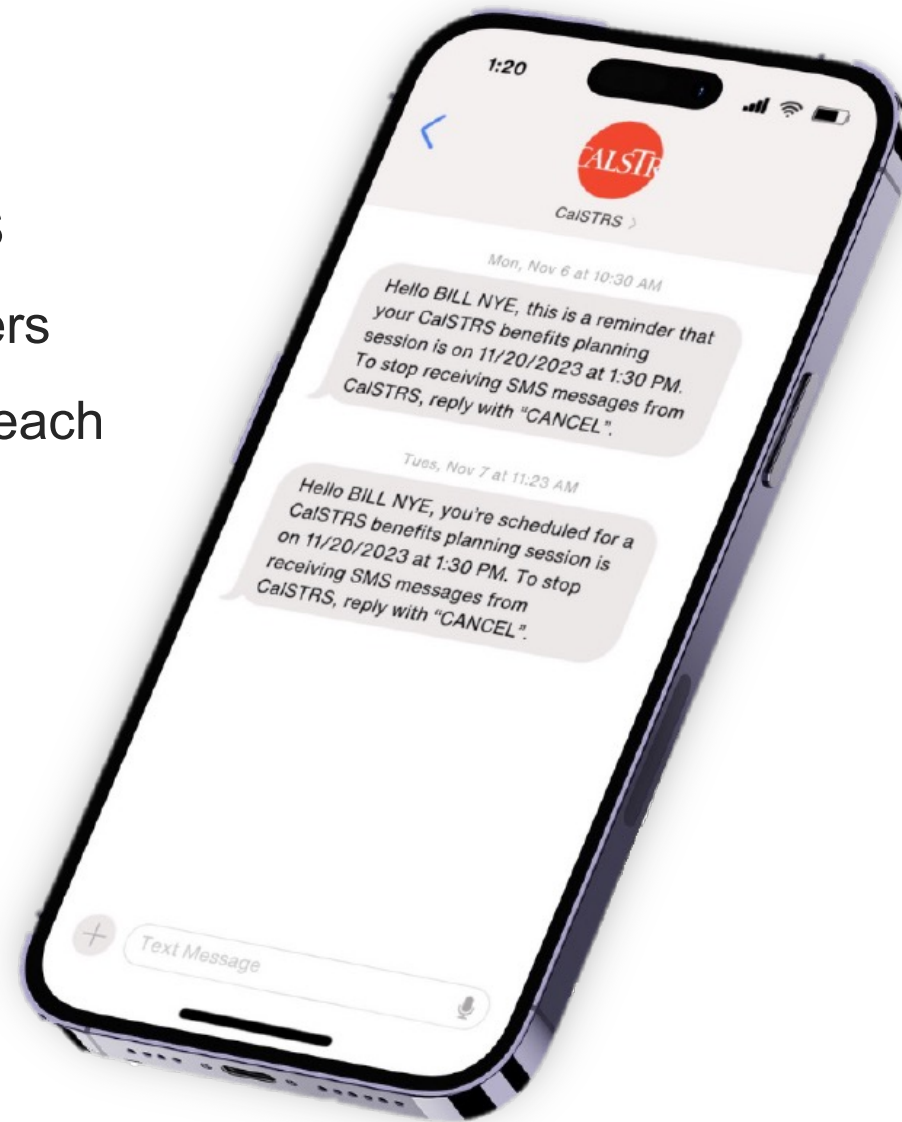 s
ers
each
1:20
CALSTR
CalSTRS >
Mon, Nov 6 at 10:30 AM
Hello BILL NYE, this is a reminder that
your CalSTRS benefits planning
session is on 11/20/2023 at 1:30 PM.
To stop receiving SMS messages from
CalSTRS, reply with “CANCEL”.
Tues, Nov 7 at 11:23 AM
Hello BILL NYE, you're scheduled for a
CalSTRS benefits planning session is
on 11/20/2023 at 1:30 PM. To stop
receiving SMS messages from
CalSTRS, reply with “CANCEL”.
Text Message